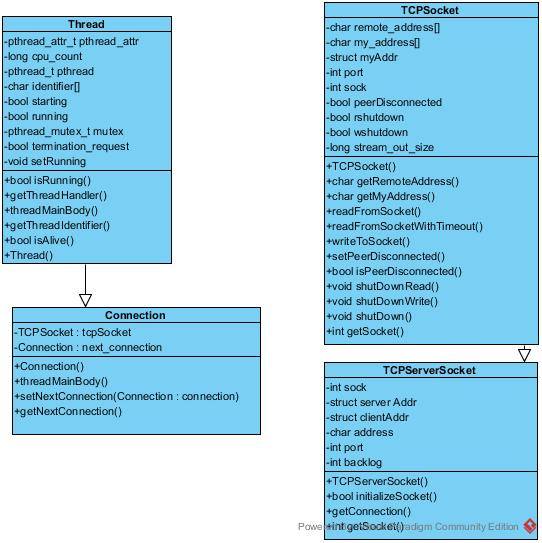 Thread
-pthread_attr_t pthread_attr
-long cpu_count
-pthread_t pthread
-char identifier[]
-bool starting
-bool running
-pthread_mutex_t mutex
-bool termination_request
-void setRunning
+bool isRunning()
+getThreadHandler()
+threadMainBody()
+getThreadIdentifier()
+bool isAlive()
+Thread()
Connection
-TCPSocket : tcpSocket
-Connection : next_connection
+Connection()
+threadMainBody()
+setNextConnection(Connection : connection)
+getNextConnection()
TCPSocket
-char remote_address[]
-char my_address[]
-struct myAddr
-int port
-int sock
-bool peerDisconnected
-bool rshutdown
-bool wshutdown
-long stream_out_size
+TCPSocket()
+char getRemoteAddress()
+char getMyAddress()
+readFromSocket()
+readFromSocketWithTimeout()
+writeToSocket()
+setPeerDisconnected()
+bool isPeerDisconnected()
+void shutDownRead()
+void shutDownWrite()
+void shutDown()
+int getSocket()
TCPServerSocket
-int sock
-struct server Addr
-struct clientAddr
-char address
-int port
-int backlog
+TCPServerSocket()
+bool initializeSocket()
+getConnection()
+int getSocket()
Paradigm Community Edition